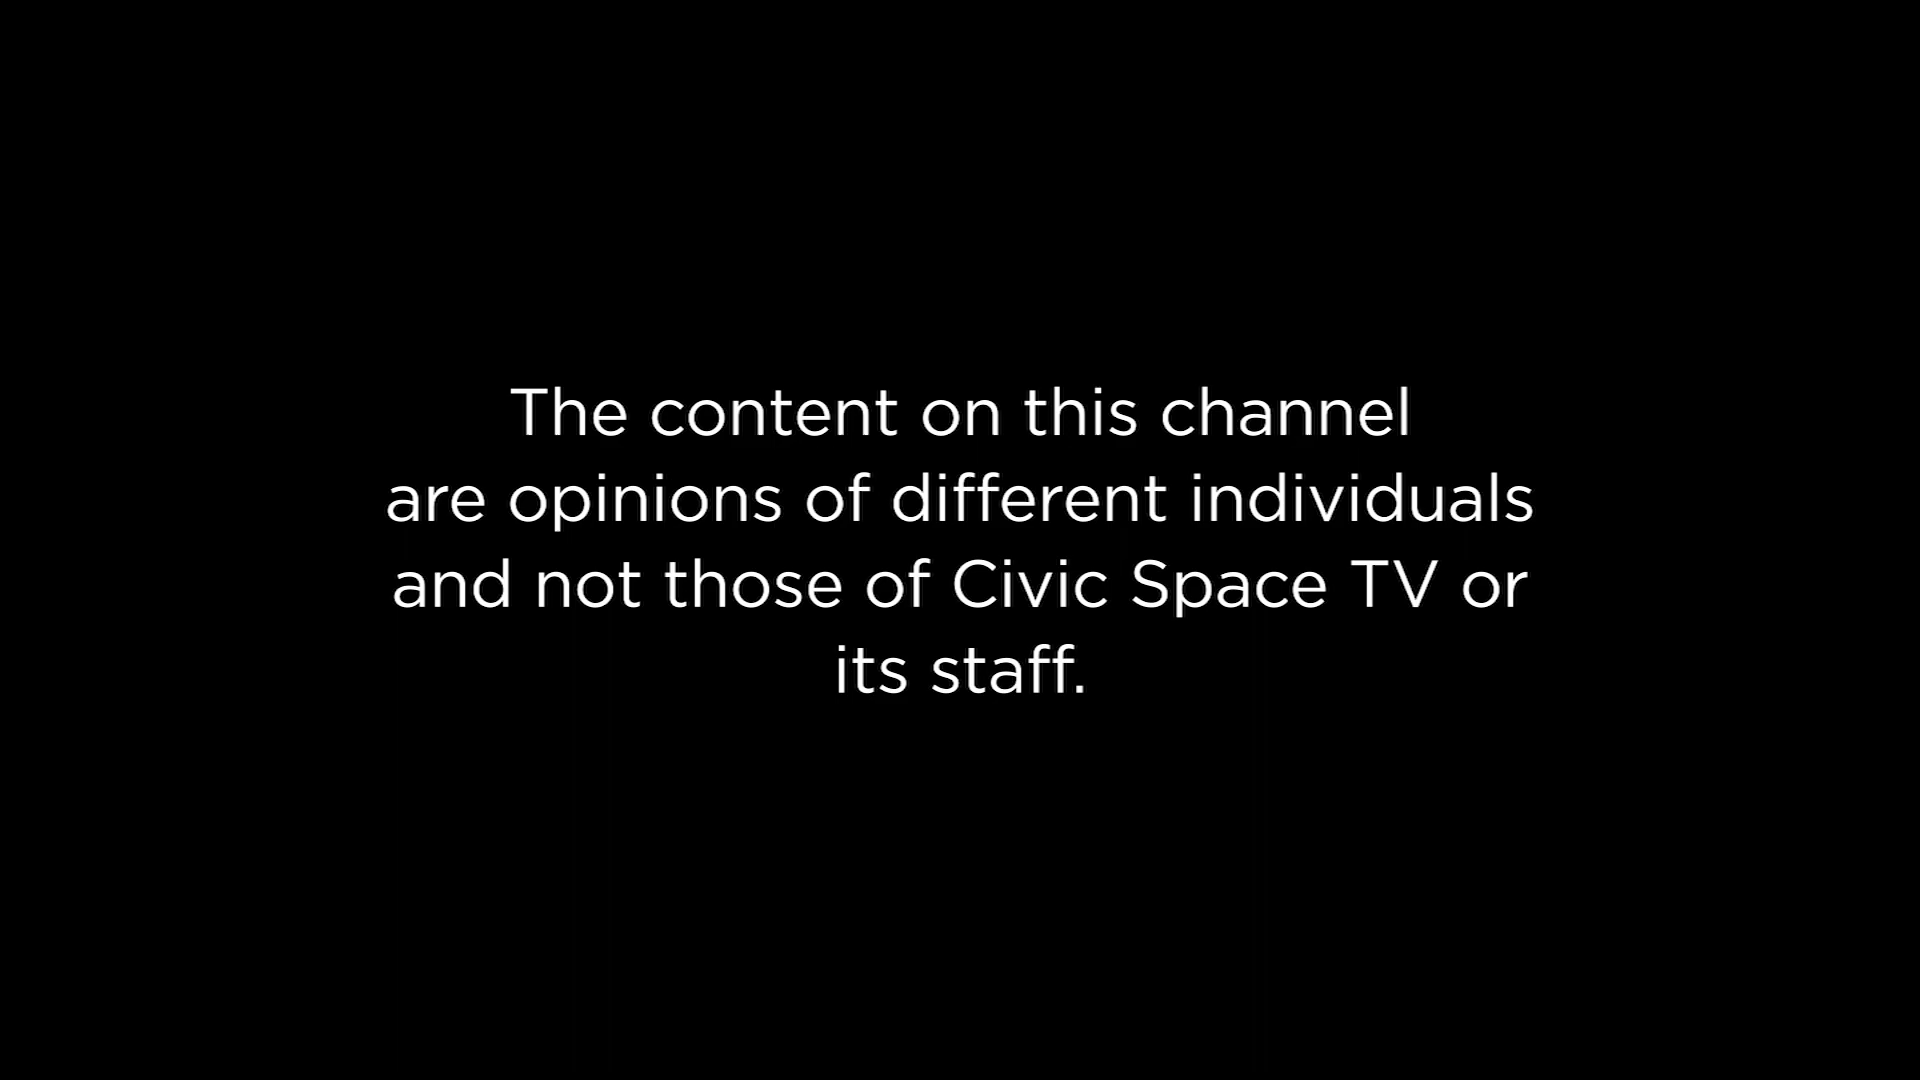 The content on this channel
are opinions of different individuals
and not those of Civic Space TV or
its staff.